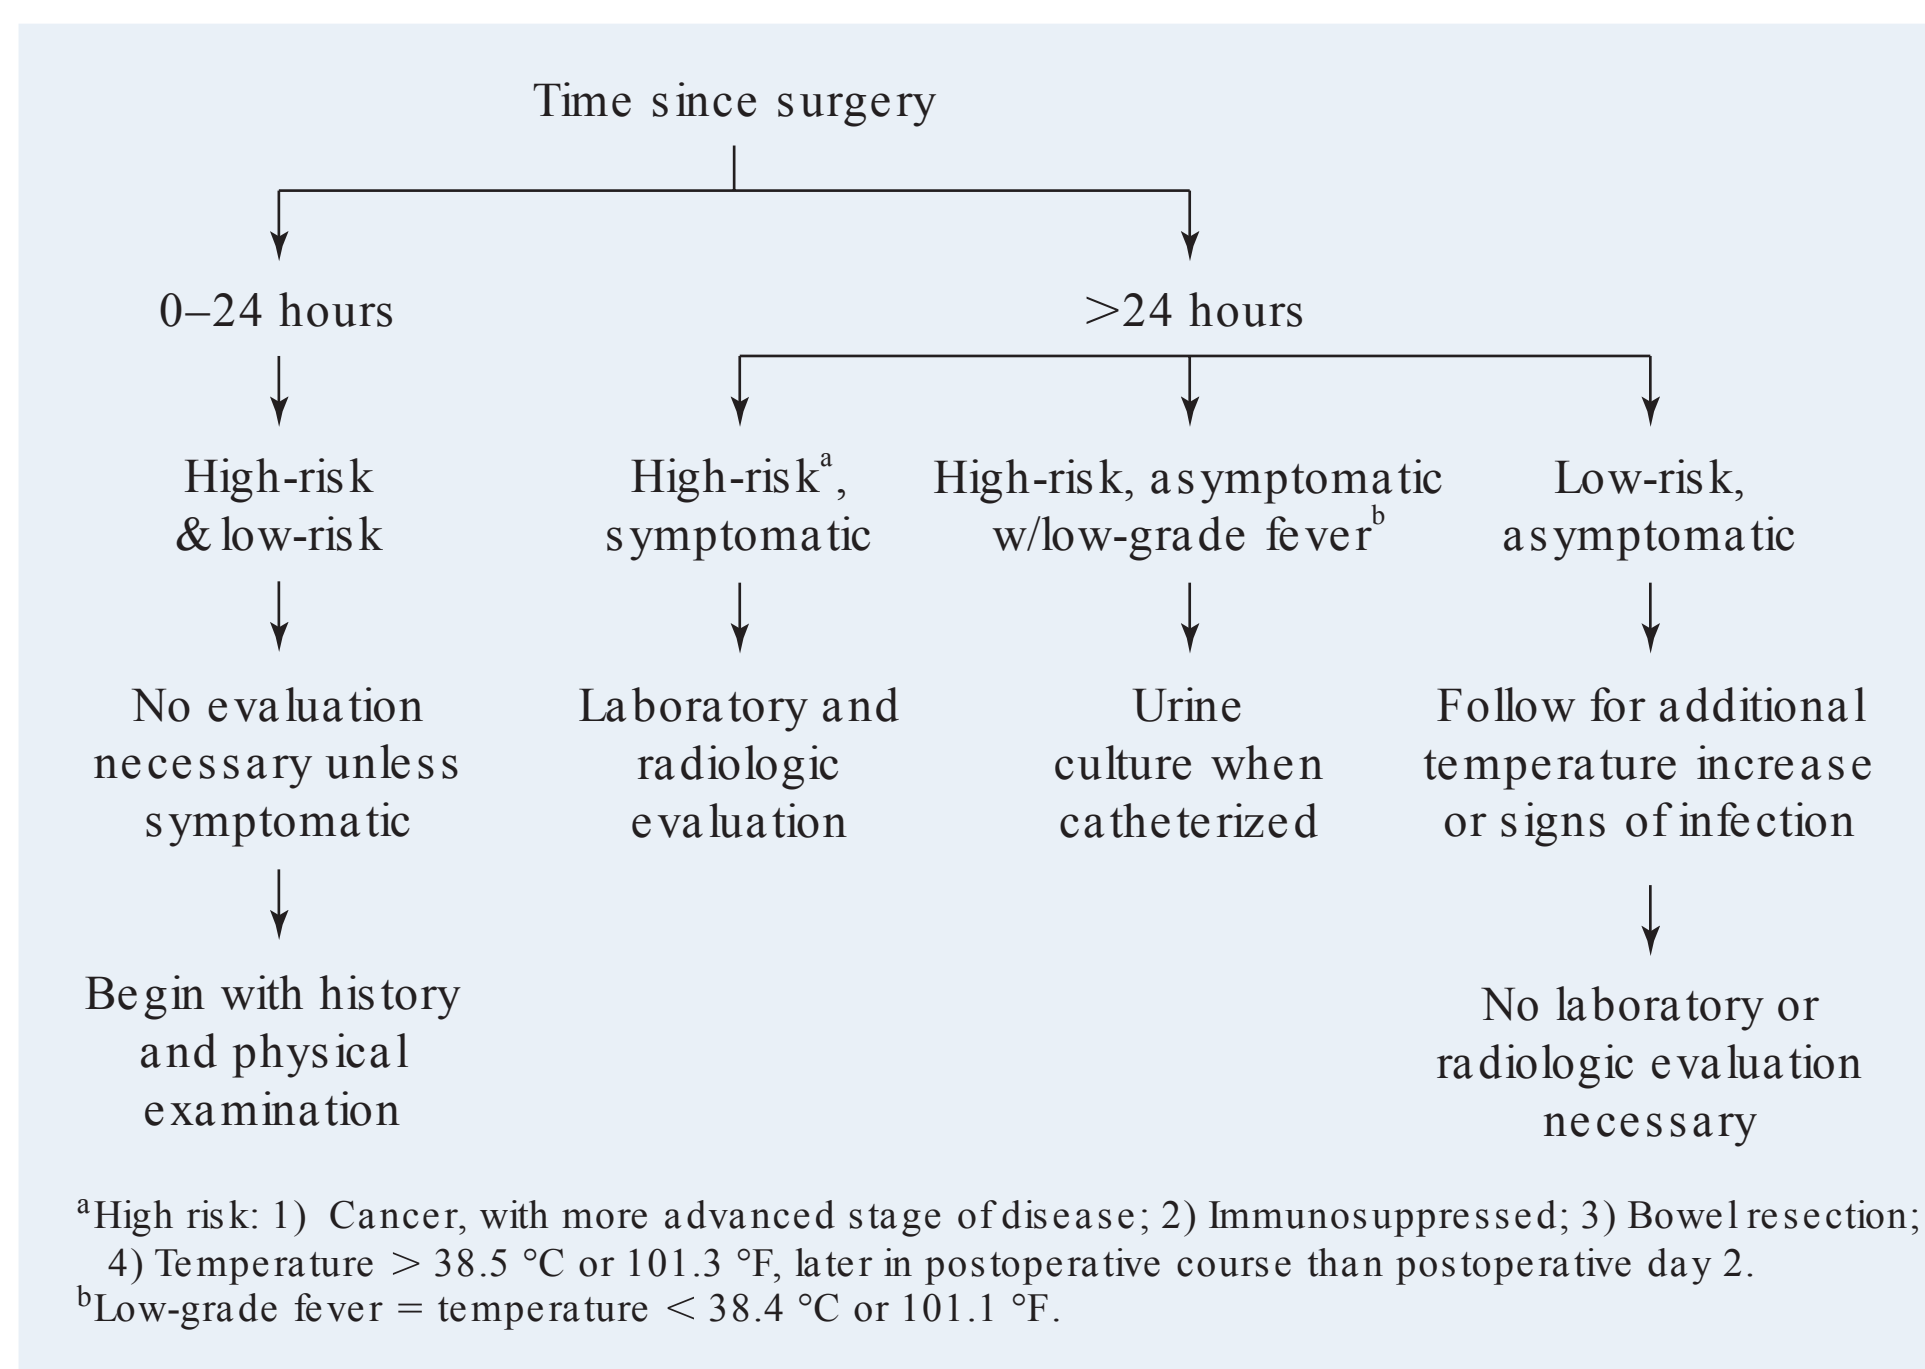 Time since surgery
0–24 hours
>24 hours
High-risk
& low-risk
High-riskᵃ,
symptomatic
High-risk, asymptomatic
w/low-grade feverᵇ
Low-risk,
asymptomatic
No evaluation
necessary unless
symptomatic
Laboratory and
radiologic
evaluation
Urine
culture when
catheterized
Follow for additional
temperature increase
or signs of infection
Begin with history
and physical
examination
No laboratory or
radiologic evaluation
necessary
ᵃHigh risk: 1) Cancer, with more advanced stage of disease; 2) Immunosuppressed; 3) Bowel resection;
4) Temperature > 38.5 °C or 101.3 °F, later in postoperative course than postoperative day 2.
ᵇLow-grade fever = temperature < 38.4 °C or 101.1 °F.